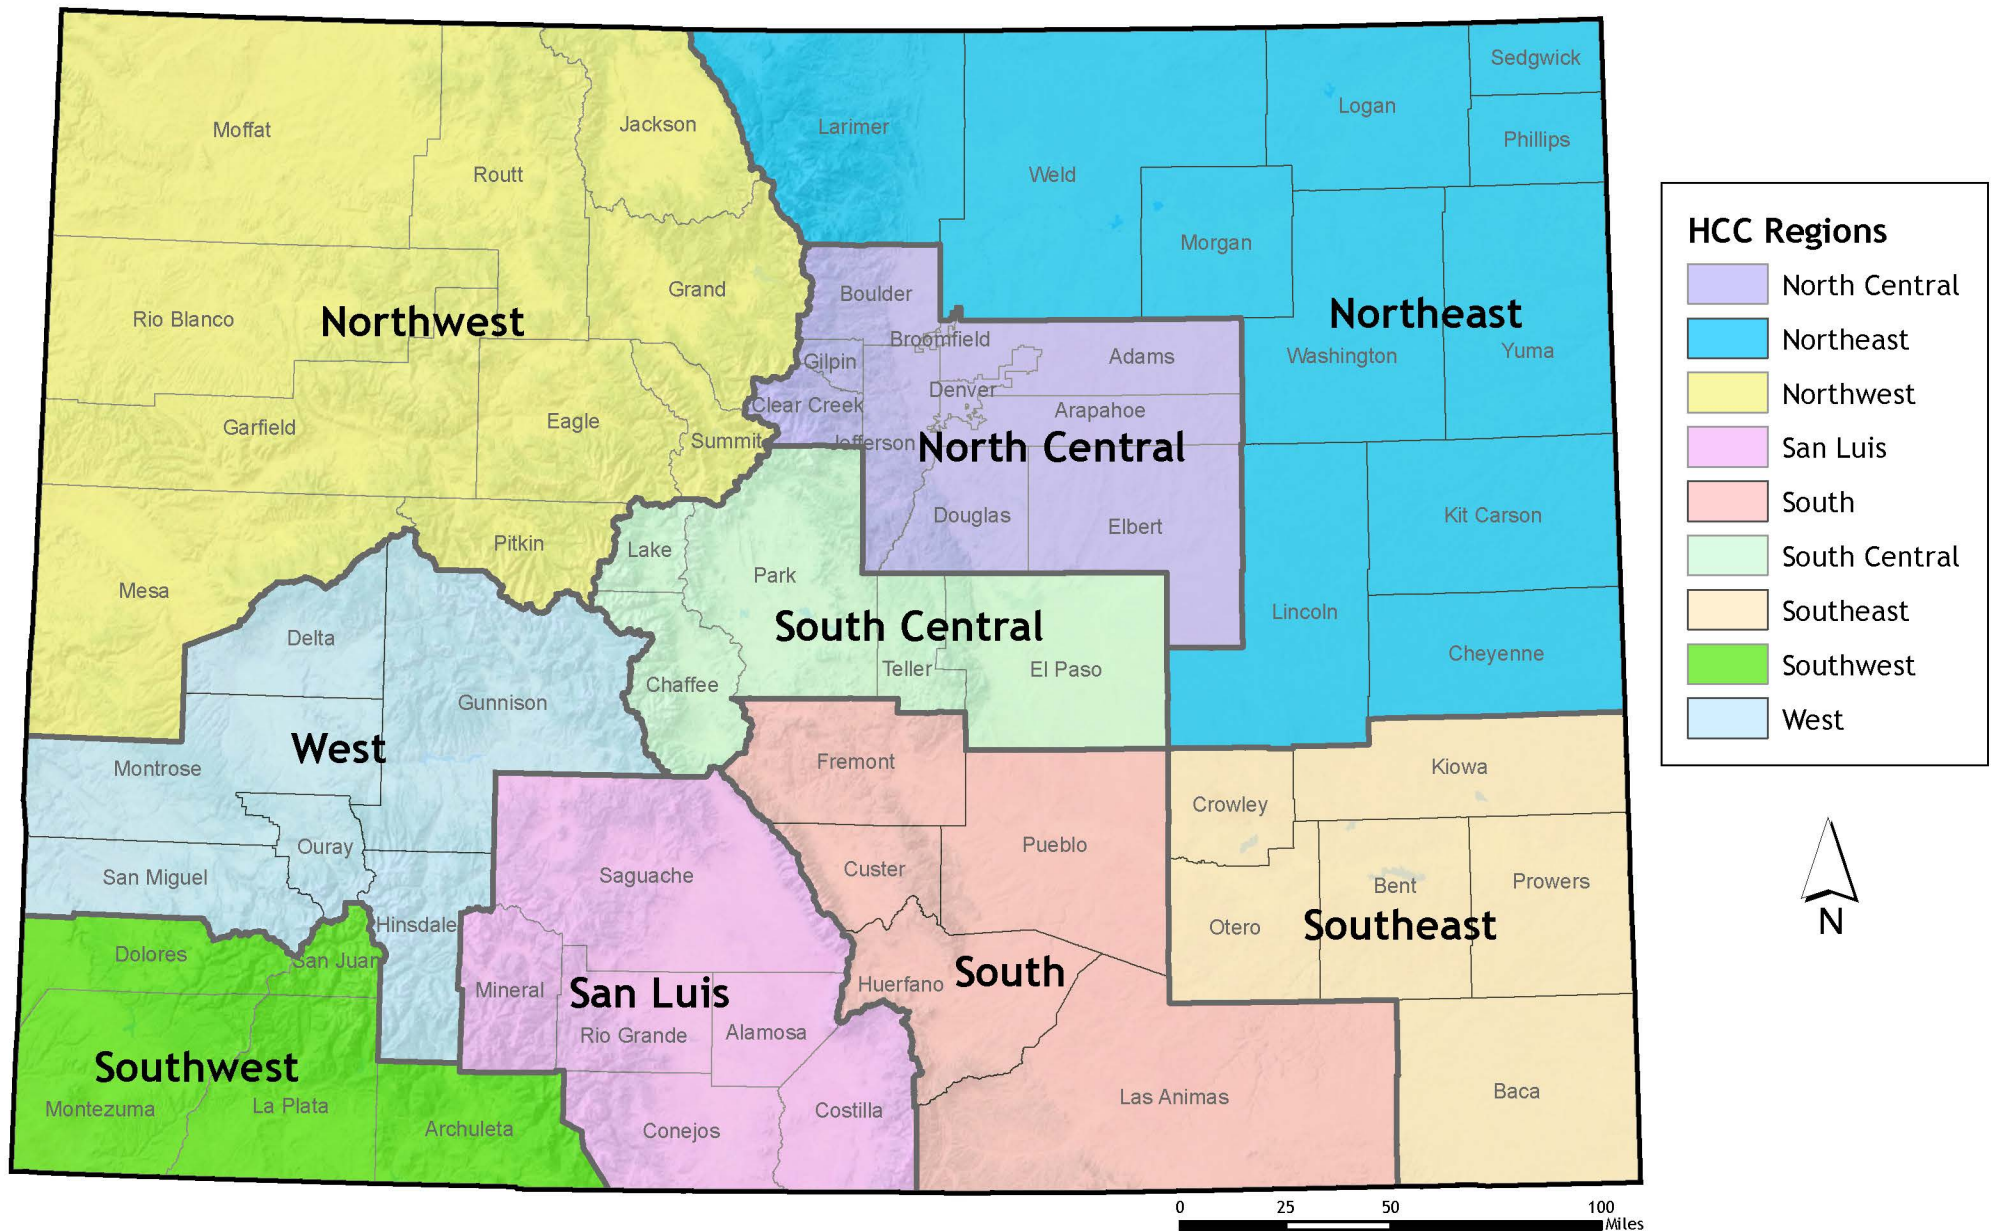 Moffat
Routt
Jackson
Larimer
Weld
Logan
Sedgwick
Phillips
Morgan
Rio Blanco
Northwest
Grand
Boulder
Northeast
Washington
Yuma
Broomfield
Gilpin
Adams
Denver
Clear Creek
Arapahoe
Garfield
Eagle
Summit
Jefferson
North Central
Mesa
Pitkin
Lake
Park
Douglas
Elbert
Kit Carson
Lincoln
Delta
South Central
Cheyenne
Gunnison
Chaffee
Teller
El Paso
West
Montrose
Fremont
Kiowa
Crowley
Ouray
San Miguel
Saguache
Custer
Pueblo
Bent
Prowers
Hinsdale
Otero
Southeast
Dolores
San Juan
Mineral
San Luis
Huerfano
South
Rio Grande
Alamosa
Southwest
Montezuma
La Plata
Archuleta
Conejos
Costilla
Las Animas
Baca
HCC Regions
North Central
Northeast
Northwest
San Luis
South
South Central
Southeast
Southwest
West
N
0 25 50 100
Miles